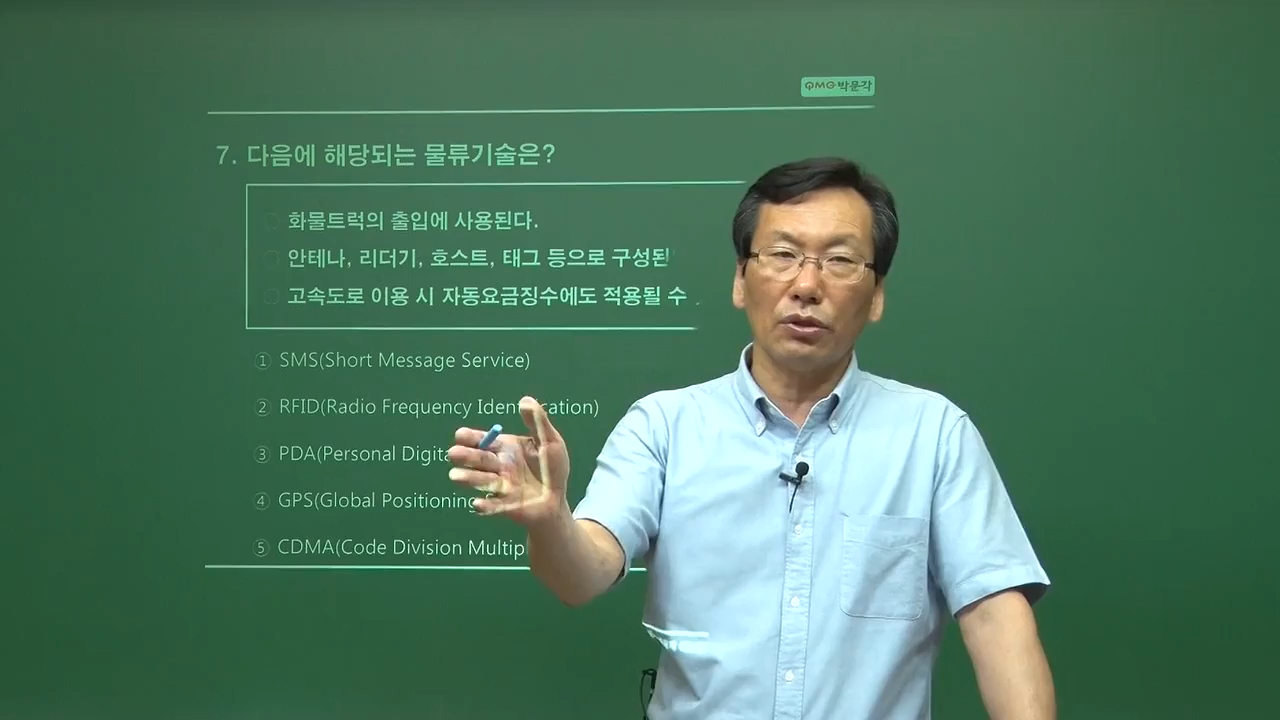 QMG 박문각
7. 다음에 해당되는 물류기술은?
화물트럭의 출입에 사용된다.
안테나, 리더기, 호스트, 태그 등으로 구성된
고속도로 이용 시 자동요금징수에도 적용될 수
① SMS(Short Message Service)
② RFID(Radio Frequency
③ PDA(Personal
④ GPS(Global Positioning
⑤ CDMA(Code Division